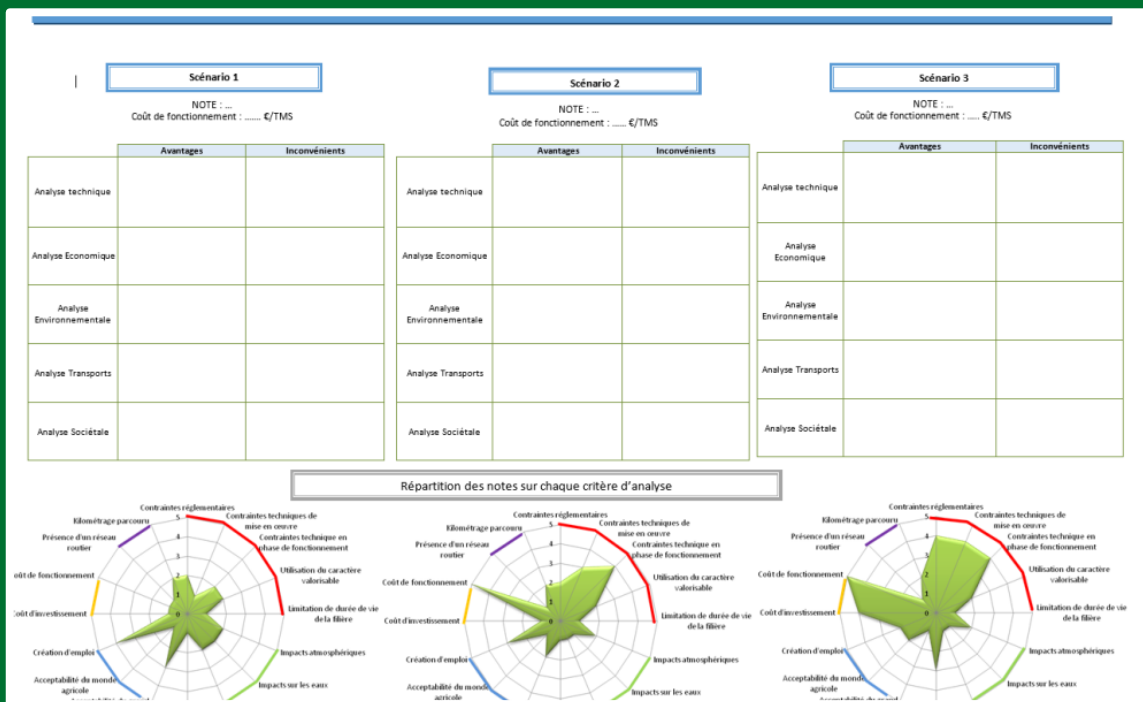 Scénario 1
NOTE : ...
Coût de fonctionnement : ...... €/TMS
Avantages
Inconvénients
Analyse technique
Analyse Economique
Analyse
Environnementale
Analyse Transports
Analyse Sociétale
Scénario 2
NOTE : ...
Coût de fonctionnement : ..... €/TMS
Avantages
Inconvénients
Analyse technique
Analyse Economique
Analyse
Environnementale
Analyse Transports
Analyse Sociétale
Scénario 3
NOTE : ...
Coût de fonctionnement : ..... €/TMS
Avantages
Inconvénients
Analyse technique
Analyse
Economique
Analyse
Environnementale
Analyse Transports
Analyse Sociétale
Répartition des notes sur chaque critère d'analyse
Contraintes réglementaires
Contraintes techniques de
mise en œuvre
Contraintes technique en
phase de fonctionnement
Utilisation du caractère
valorisable
Limitation de durée de vie
de la filière
Impacts atmosphériques
Impacts sur les eaux
Acceptabilité du monde
agricole
Création d'emploi
Coût d'investissement
oût de fonctionnement
Présence d'un réseau
routier
Kilométrage parcouru
5
4
3
2
1
0
Contraintes réglementaires
Contraintes techniques de
mise en œuvre
Contraintes technique en
phase de fonctionnement
Utilisation du caractère
valorisable
Limitation de durée de vie
de la filière
Impacts atmosphériques
Impacts sur les eaux
Acceptabilité du monde
agricole
Création d'emploi
Coût d'investissement
Coût de fonctionnement
Présence d'un réseau
routier
Kilométrage parcouru
5
4
3
2
1
0
Contraintes réglementaires
Contraintes techniques de
mise en œuvre
Contraintes technique en
phase de fonctionnement
Utilisation du caractère
valorisable
Limitation de durée de vie
de la filière
Impacts atmosphériques
Impacts sur les eaux
Acceptabilité du monde
agricole
Création d'emploi
Coût d'investissement
Coût de fonctionnement
Présence d'un réseau
routier
Kilométrage parcouru
5
4
3
2
1
0